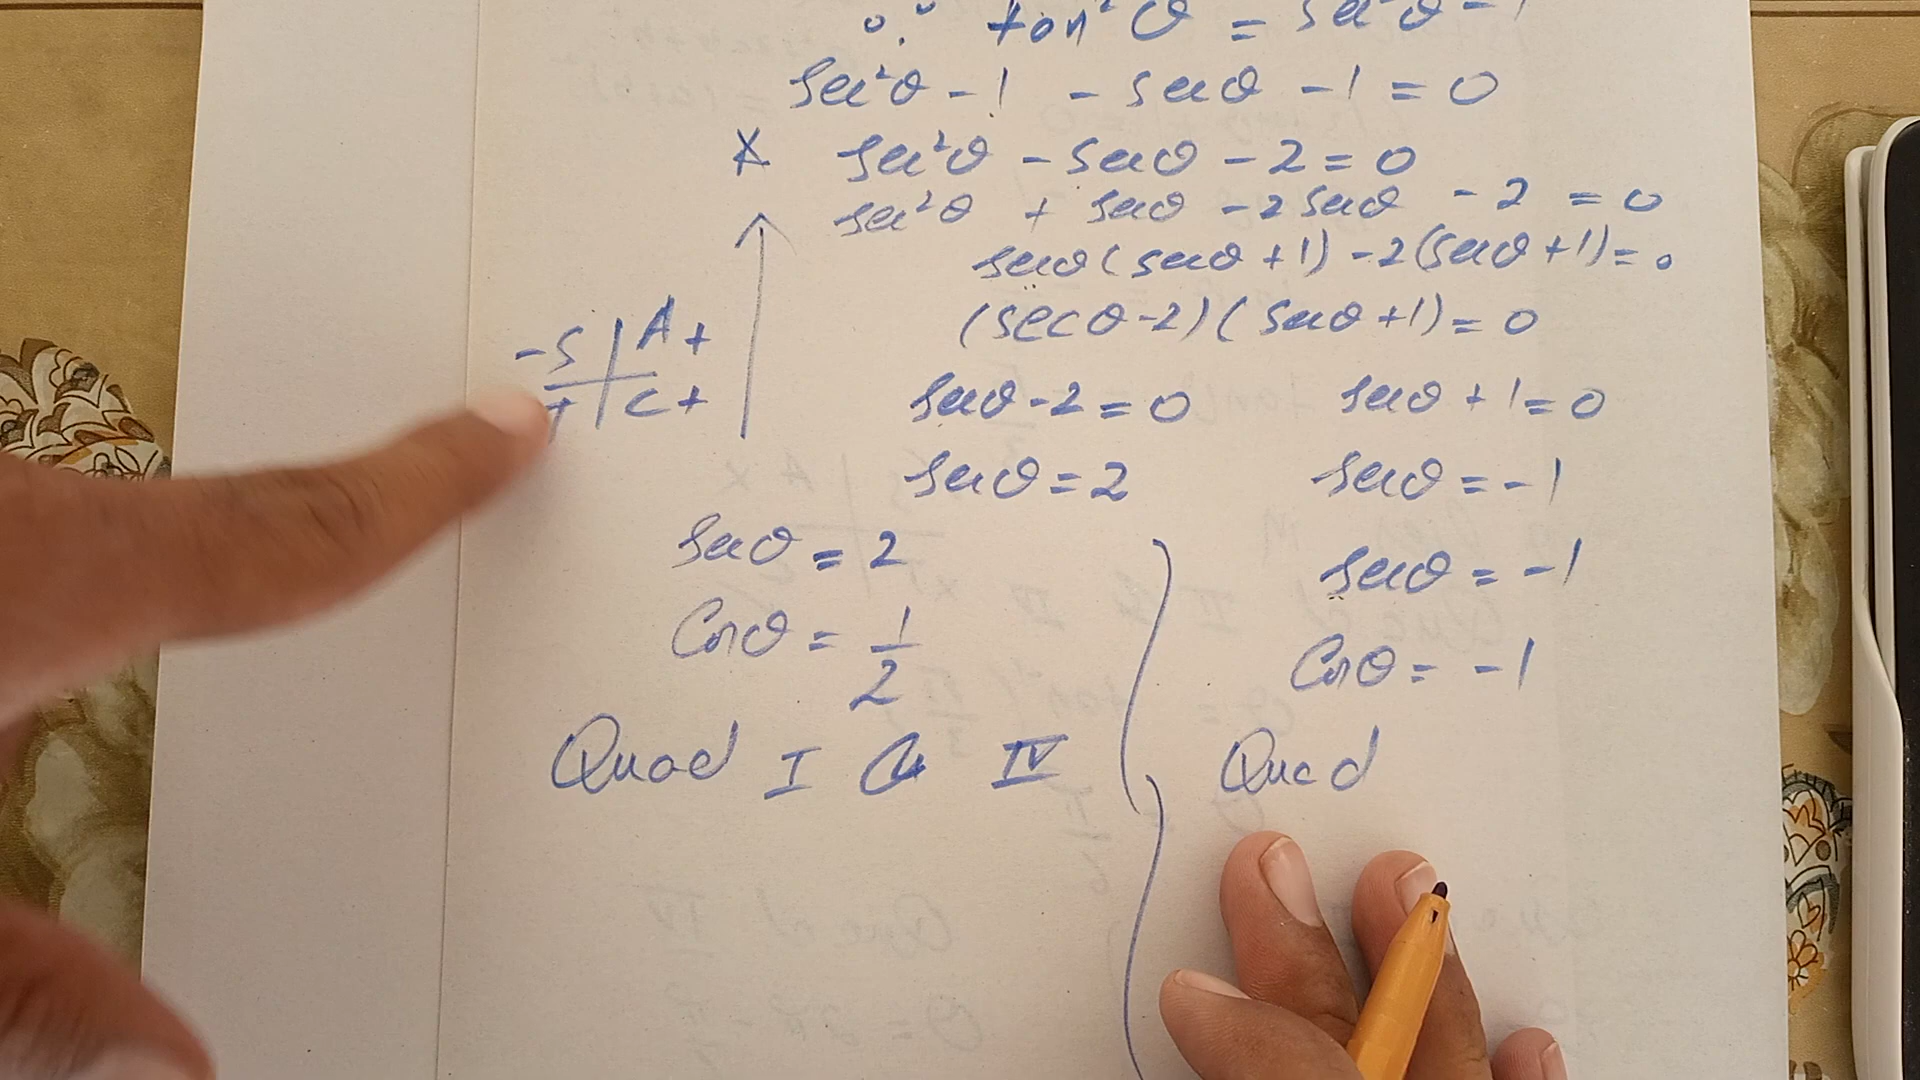 ∵ tan²θ = sec²θ - 1
sec²θ - 1 - secθ - 1 = 0
sec²θ - secθ - 2 = 0
sec²θ + secθ - 2secθ - 2 = 0
secθ(secθ + 1) - 2(secθ + 1) = 0
(secθ - 2)(secθ + 1) = 0
- S | A +
T | C +
secθ - 2 = 0 secθ + 1 = 0
secθ = 2 secθ = -1
secθ = 2 secθ = -1
Cosθ = 1/2 Cosθ = -1
Quad I & IV Quad